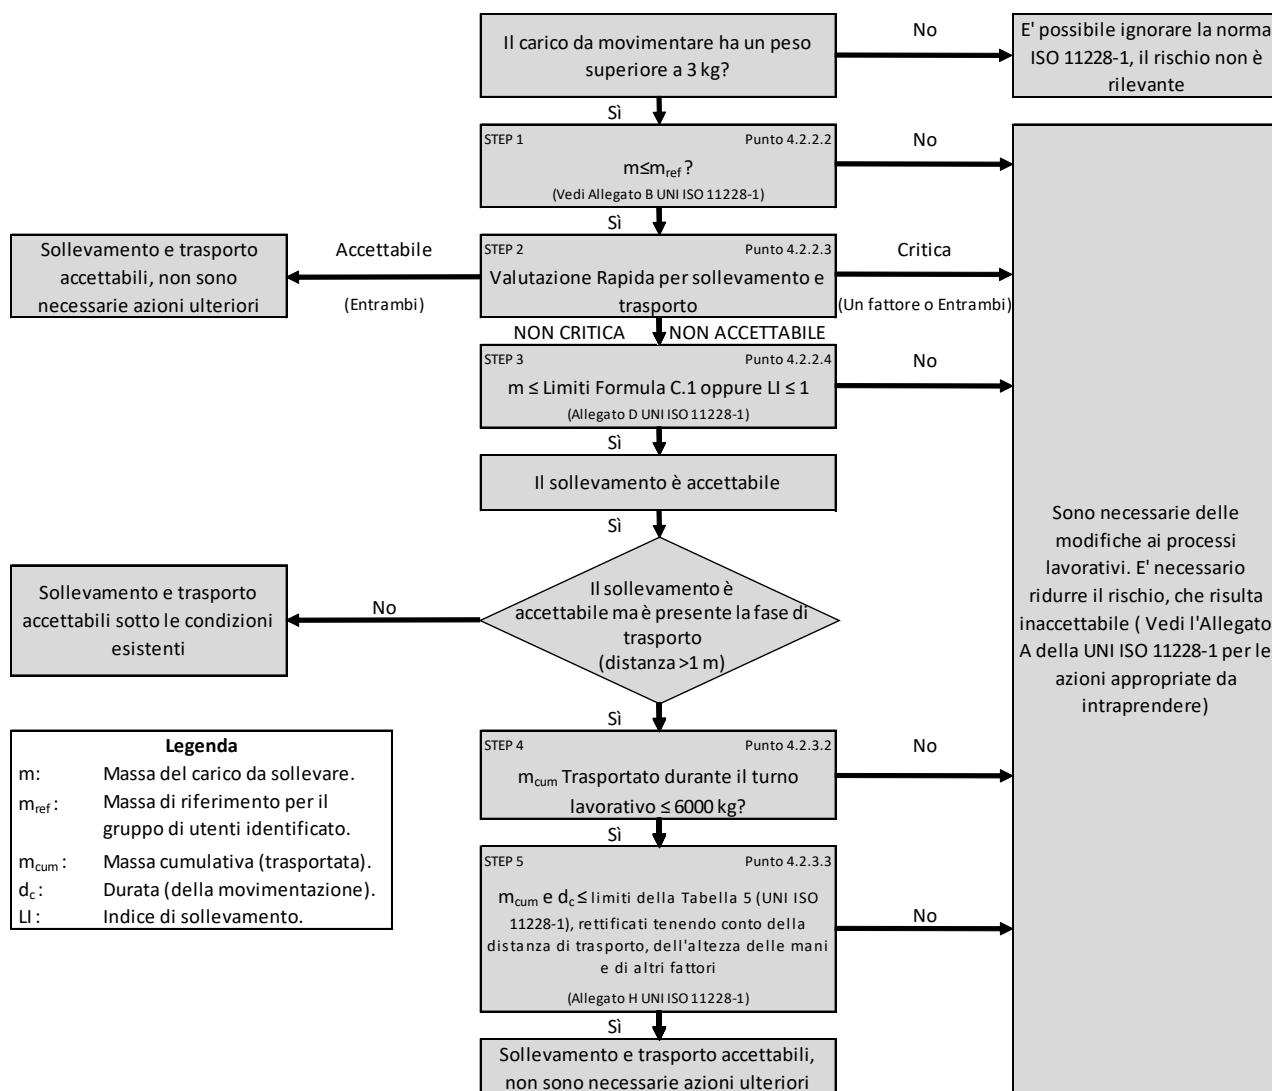 Il carico da movimentare ha un peso
superiore a 3 kg?
No
E' possibile ignorare la norma
ISO 11228-1, il rischio non è
rilevante
Sì
STEP 1
Punto 4.2.2.2
m≤mref ?
(Vedi Allegato B UNI ISO 11228-1)
No
Sì
Sollevamento e trasporto
accettabili, non sono
necessarie azioni ulteriori
Accettabile
(Entrambi)
STEP 2
Punto 4.2.2.3
Valutazione Rapida per sollevamento e
trasporto
Critica
(Un fattore o Entrambi)
NON CRITICA
NON ACCETTABILE
STEP 3
Punto 4.2.2.4
m ≤ Limiti Formula C.1 oppure LI ≤ 1
(Allegato D UNI ISO 11228-1)
No
Sì
Il sollevamento è accettabile
Sì
Il sollevamento è
accettabile ma è presente la fase di
trasporto
(distanza >1 m)
No
Sollevamento e trasporto
accettabili sotto le condizioni
esistenti
Sono necessarie delle
modifiche ai processi
lavorativi. E' necessario
ridurre il rischio, che risulta
inaccettabile ( Vedi l'Allegato
A della UNI ISO 11228-1 per le
azioni appropriate da
intraprendere)
Sì
STEP 4
Punto 4.2.3.2
mcum Trasportato durante il turno
lavorativo ≤ 6000 kg?
No
Sì
STEP 5
Punto 4.2.3.3
mcum e dc ≤ limiti della Tabella 5 (UNI ISO
11228-1), rettificati tenendo conto della
distanza di trasporto, dell'altezza delle mani
e di altri fattori
(Allegato H UNI ISO 11228-1)
No
Sì
Sollevamento e trasporto accettabili,
non sono necessarie azioni ulteriori
Legenda
m: Massa del carico da sollevare.
mref : Massa di riferimento per il
gruppo di utenti identificato.
mcum : Massa cumulativa (trasportata).
dc : Durata (della movimentazione).
LI : Indice di sollevamento.